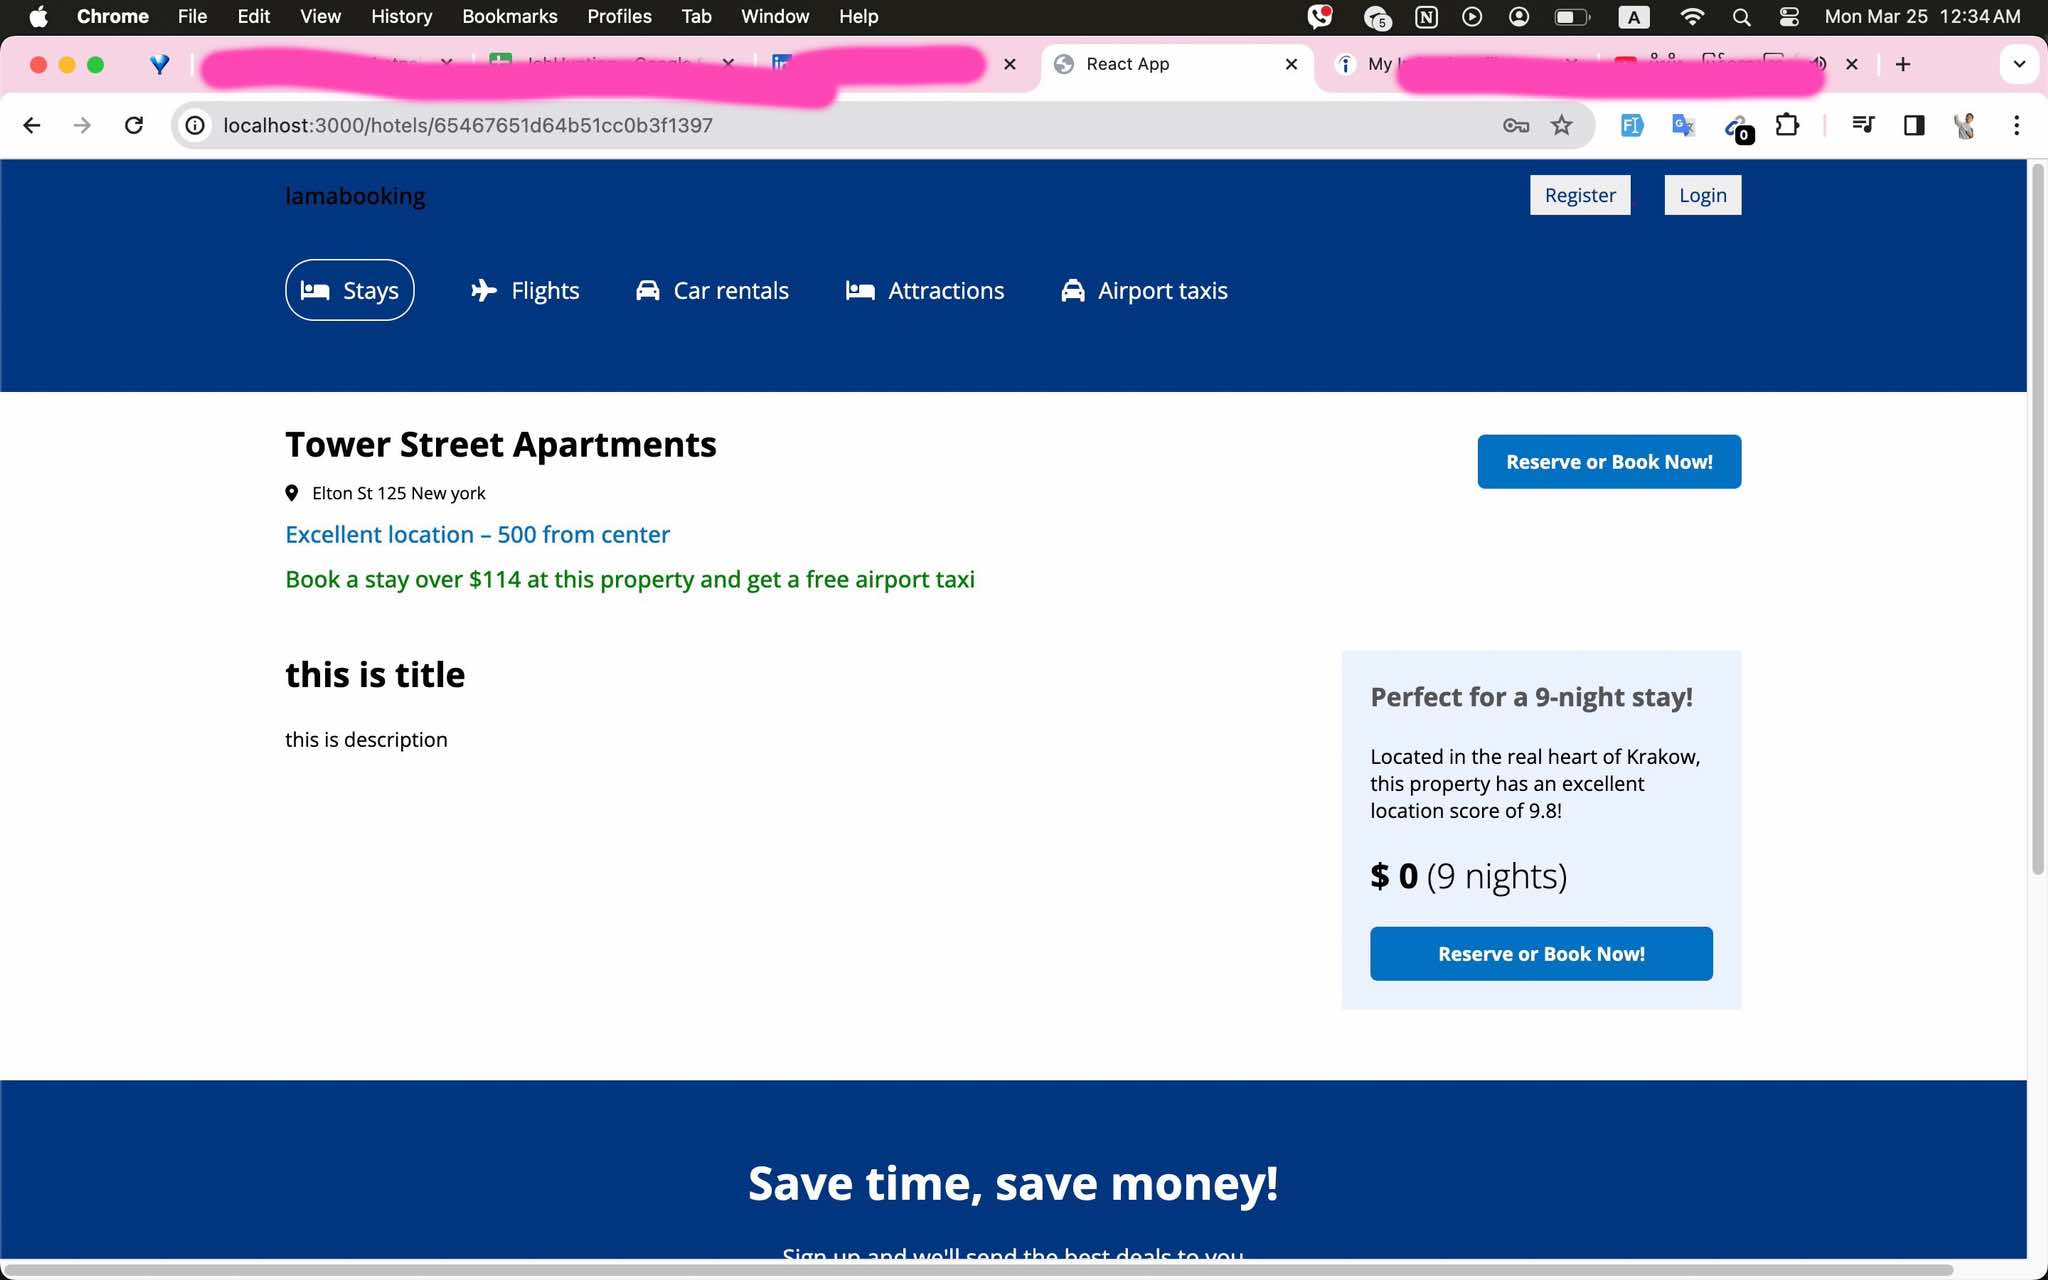 Chrome File Edit View History Bookmarks Profiles Tab Window Help 5 N A Mon Mar 25 12:34 AM
React App My
localhost:3000/hotels/65467651d64b51cc0b3f1397 0
lamabooking Register Login
Stays Flights Car rentals Attractions Airport taxis
Tower Street Apartments
Reserve or Book Now!
Elton St 125 New york
Excellent location – 500 from center
Book a stay over $114 at this property and get a free airport taxi
this is title
this is description
Perfect for a 9-night stay!
Located in the real heart of Krakow,
this property has an excellent
location score of 9.8!
$ 0 (9 nights)
Reserve or Book Now!
Save time, save money!
Sign up and we'll send the best deals to you